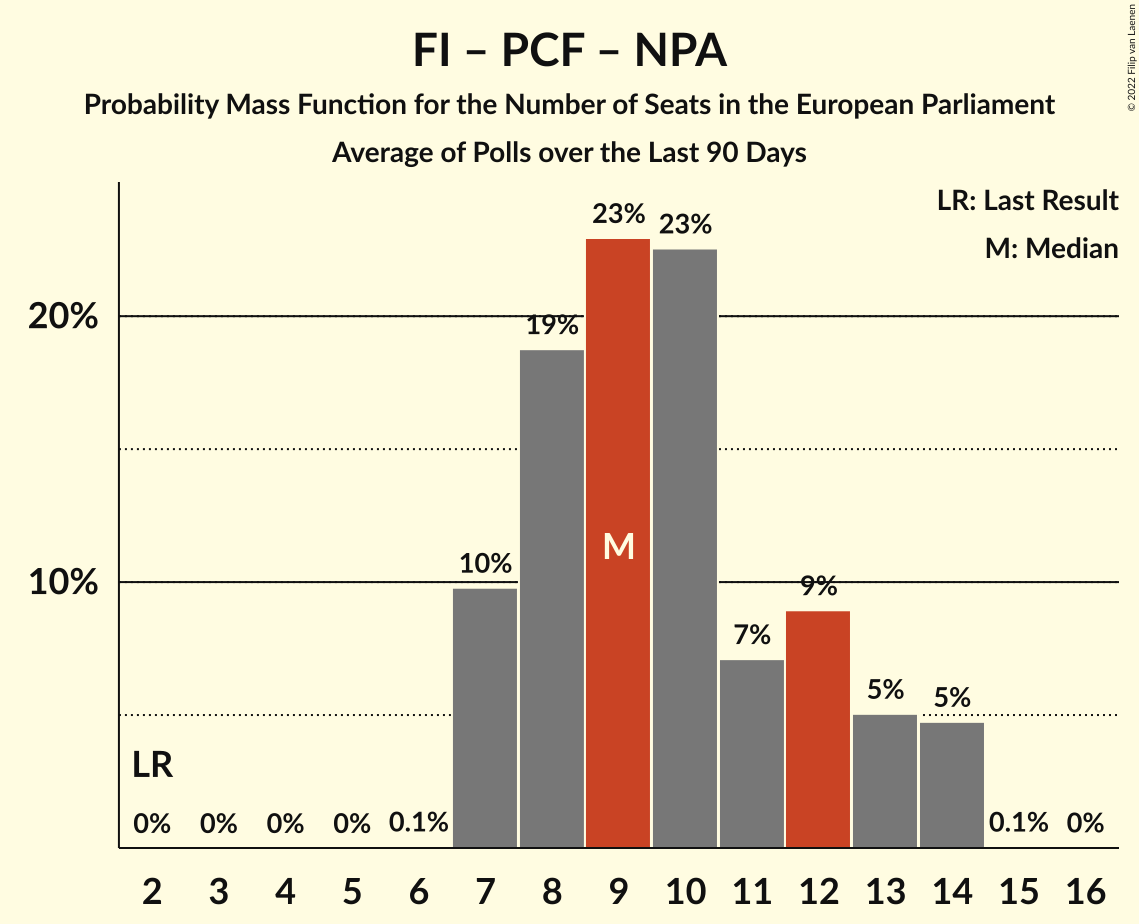 FI – PCF – NPA
Probability Mass Function for the Number of Seats in the European Parliament
Average of Polls over the Last 90 Days
© 2022 Filip van Laenen
LR: Last Result
M: Median
20%
10%
23%
23%
19%
M
10%
9%
7%
5%
5%
LR
0%
0%
0%
0%
0.1%
0.1%
0%
2 3 4 5 6 7 8 9 10 11 12 13 14 15 16